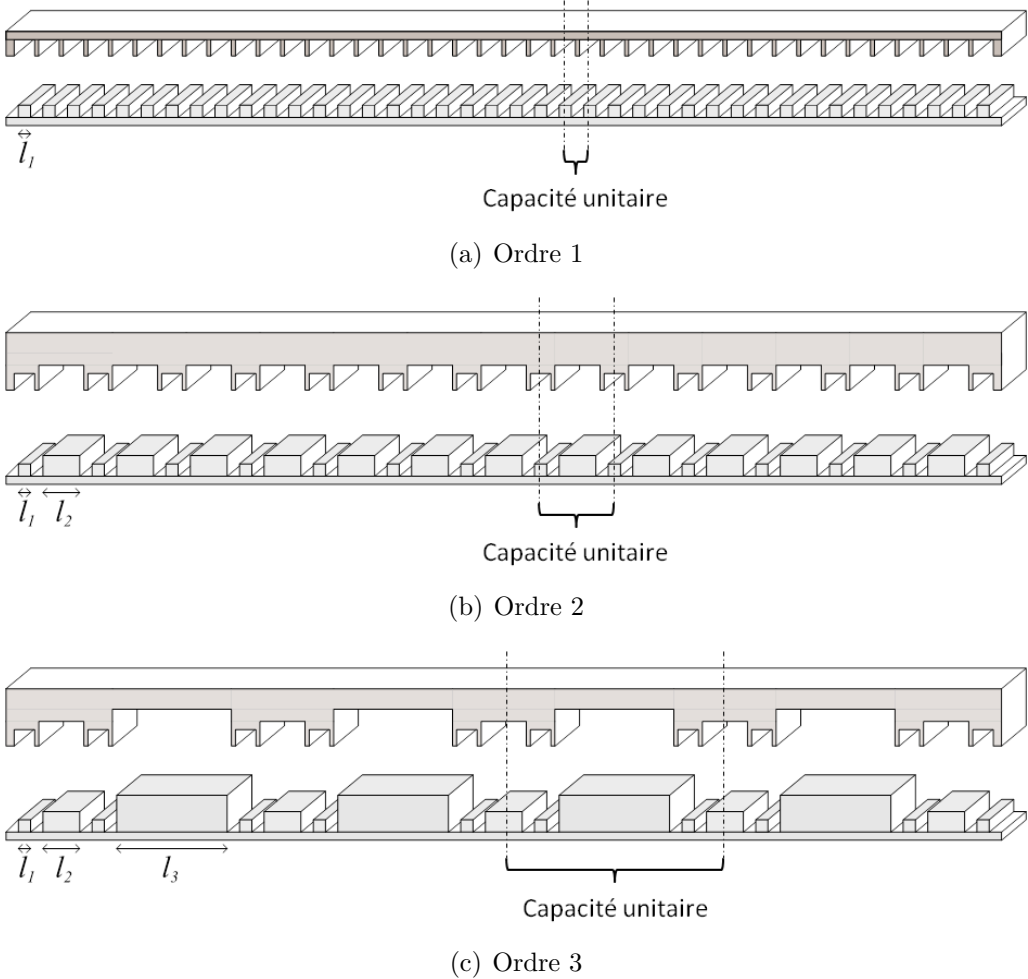 l1
Capacité unitaire
(a) Ordre 1
l1 l2
Capacité unitaire
(b) Ordre 2
l1 l2 l3
Capacité unitaire
(c) Ordre 3